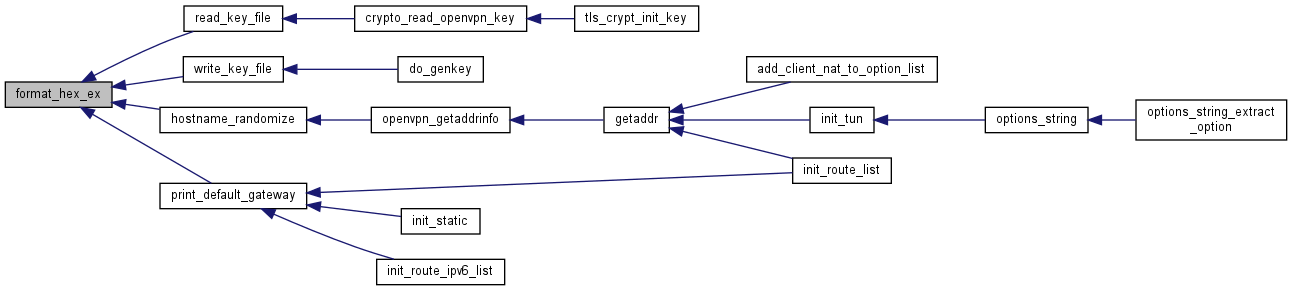 read_key_file
crypto_read_openvpn_key
tls_crypt_init_key
write_key_file
do_genkey
add_client_nat_to_option_list
format_hex_ex
hostname_randomize
openvpn_getaddrinfo
getaddr
init_tun
options_string
options_string_extract
_option
init_route_list
print_default_gateway
init_static
init_route_ipv6_list